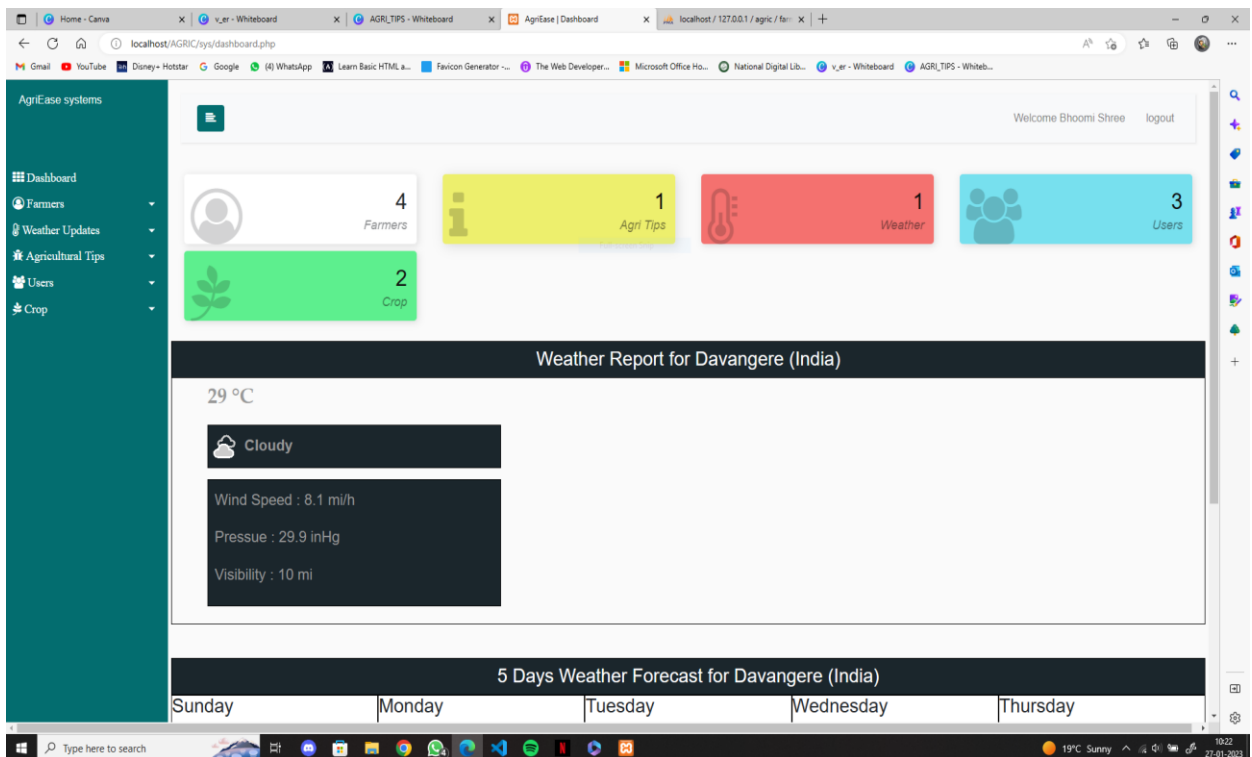 Home - Canva
v_er - Whiteboard
AGRI_TIPS - Whiteboard
AgriEase | Dashboard
localhost / 127.0.0.1 / agric / farm
localhost/AGRIC/sys/dashboard.php
Gmail YouTube Disney+ Hotstar Google (4) WhatsApp Learn Basic HTML a... Favicon Generator -... The Web Developer... Microsoft Office Ho... National Digital Lib... v_er - Whiteboard AGRI_TIPS - Whiteb...
AgriEase systems
Welcome Bhoomi Shree logout
Dashboard
Farmers
Weather Updates
Agricultural Tips
Users
Crop
4
Farmers
1
Agri Tips
1
Weather
3
Users
2
Crop
Weather Report for Davangere (India)
29 °C
Cloudy
Wind Speed : 8.1 mi/h
Pressue : 29.9 inHg
Visibility : 10 mi
5 Days Weather Forecast for Davangere (India)
Sunday Monday Tuesday Wednesday Thursday
Type here to search
19°C Sunny
10:22
27-01-2023